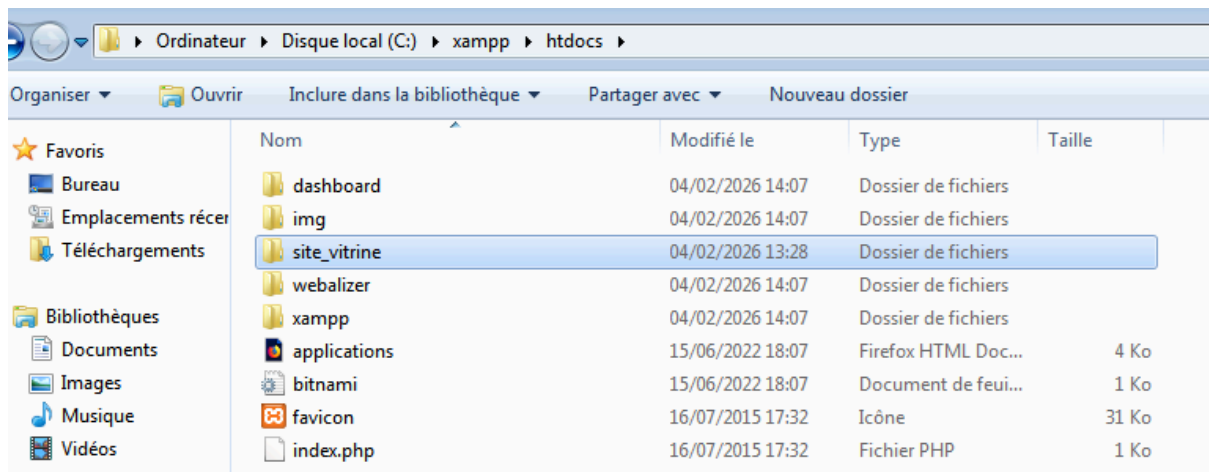 Ordinateur Disque local (C:) xampp htdocs
Organiser Ouvrir Inclure dans la bibliothèque Partager avec Nouveau dossier
Favoris
Bureau
Emplacements récer
Téléchargements
Bibliothèques
Documents
Images
Musique
Vidéos
Nom Modifié le Type Taille
dashboard 04/02/2026 14:07 Dossier de fichiers
img 04/02/2026 14:07 Dossier de fichiers
site_vitrine 04/02/2026 13:28 Dossier de fichiers
webalizer 04/02/2026 14:07 Dossier de fichiers
xampp 04/02/2026 14:07 Dossier de fichiers
applications 15/06/2022 18:07 Firefox HTML Doc... 4 Ko
bitnami 15/06/2022 18:07 Document de feui... 1 Ko
favicon 16/07/2015 17:32 Icône 31 Ko
index.php 16/07/2015 17:32 Fichier PHP 1 Ko